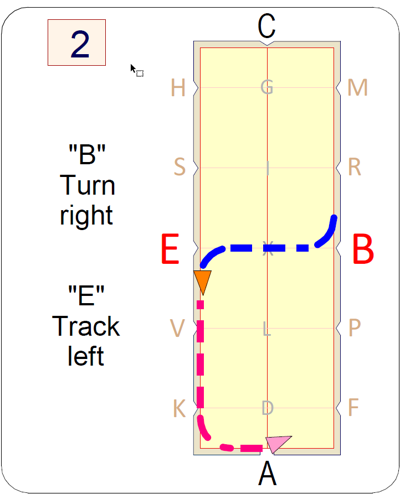 2
C
H G M
"B"
Turn
right
S I R
E X B
"E"
Track
left
V L P
K D F
A